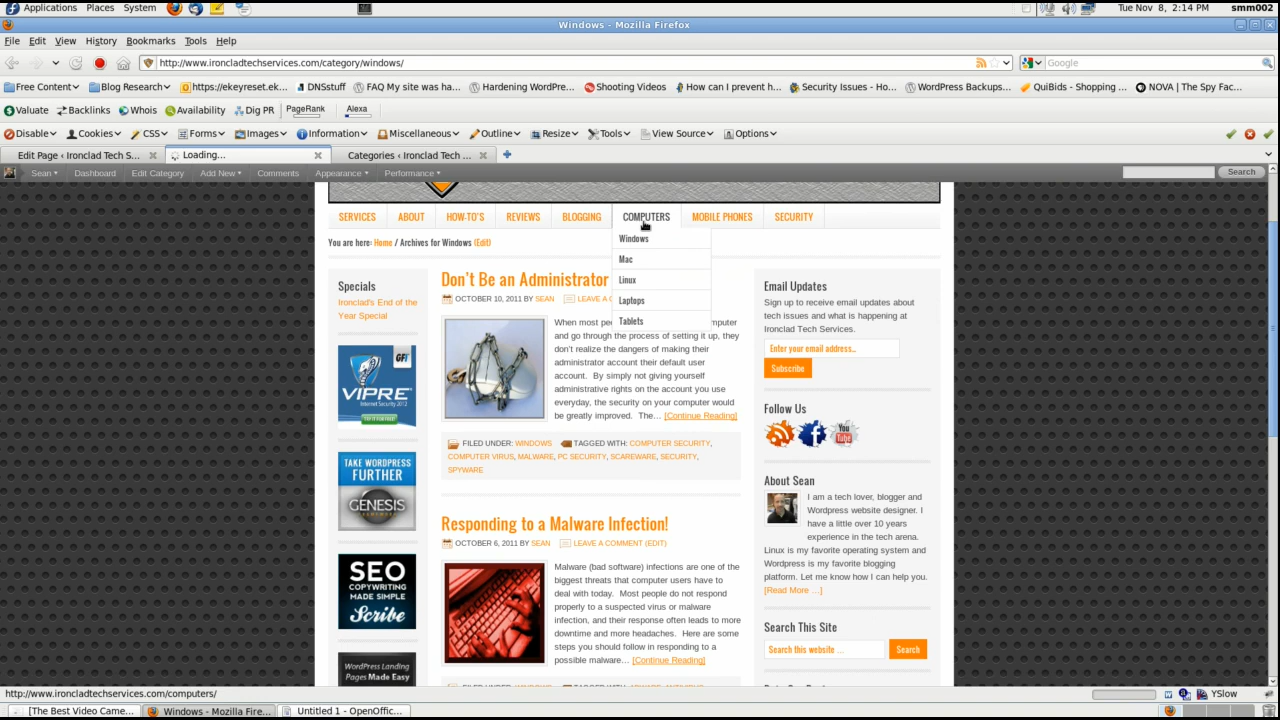 Applications Places System
Tue Nov 8, 2:14 PM smm002
Windows - Mozilla Firefox
File Edit View History Bookmarks Tools Help
http://www.ironcladtechservices.com/category/windows/
Google
Free Content Blog Research https://ekeyreset.ek... DNSstuff FAQ My site was ha... Hardening WordPre... Shooting Videos How can I prevent h... Security Issues - Ho... WordPress Backups... QuiBids - Shopping ... NOVA | The Spy Fac...
Valuate Backlinks Whois Availability Dig PR PageRank Alexa
Disable Cookies CSS Forms Images Information Miscellaneous Outline Resize Tools View Source Options
Edit Page ‹ Ironclad Tech S... Loading... Categories ‹ Ironclad Tech ...
Sean Dashboard Edit Category Add New Comments Appearance Performance Search
SERVICES ABOUT HOW-TO'S REVIEWS BLOGGING COMPUTERS MOBILE PHONES SECURITY
Windows
Mac
Linux
Laptops
Tablets
You are here: Home / Archives for Windows (Edit)
Specials
Ironclad's End of the
Year Special
GFI
VIPRE
Internet Security 2012
TRY IT FOR FREE
TAKE WORDPRESS
FURTHER
GENESIS
FRAMEWORK
SEO
COPYWRITING
MADE SIMPLE
Scribe
WordPress Landing
Pages Made Easy
Don't Be an Administrator
OCTOBER 10, 2011 BY SEAN LEAVE A C
When most pe
mputer
and go through the process of setting it up, they
don't realize the dangers of making their
administrator account their default user
account. By simply not giving yourself
administrative rights on the account you use
everyday, the security on your computer would
be greatly improved. The... [Continue Reading]
FILED UNDER: WINDOWS TAGGED WITH: COMPUTER SECURITY,
COMPUTER VIRUS, MALWARE, PC SECURITY, SCAREWARE, SECURITY,
SPYWARE
Responding to a Malware Infection!
OCTOBER 6, 2011 BY SEAN LEAVE A COMMENT (EDIT)
Malware (bad software) infections are one of the
biggest threats that computer users have to
deal with today. Most people do not respond
properly to a suspected virus or malware
infection, and their response often leads to more
downtime and more headaches. Here are some
steps you should follow in responding to a
possible malware... [Continue Reading]
Email Updates
Sign up to receive email updates about
tech issues and what is happening at
Ironclad Tech Services.
Enter your email address...
Subscribe
Follow Us
You
Tube
About Sean
I am a tech lover, blogger and
Wordpress website designer. I
have a little over 10 years
experience in the tech arena.
Linux is my favorite operating system and
Wordpress is my favorite blogging
platform. Let me know how I can help you.
[Read More …]
Search This Site
Search this website ...
Search
http://www.ironcladtechservices.com/computers/
YSlow
[The Best Video Came... Windows - Mozilla Fire... Untitled 1 - OpenOffic...